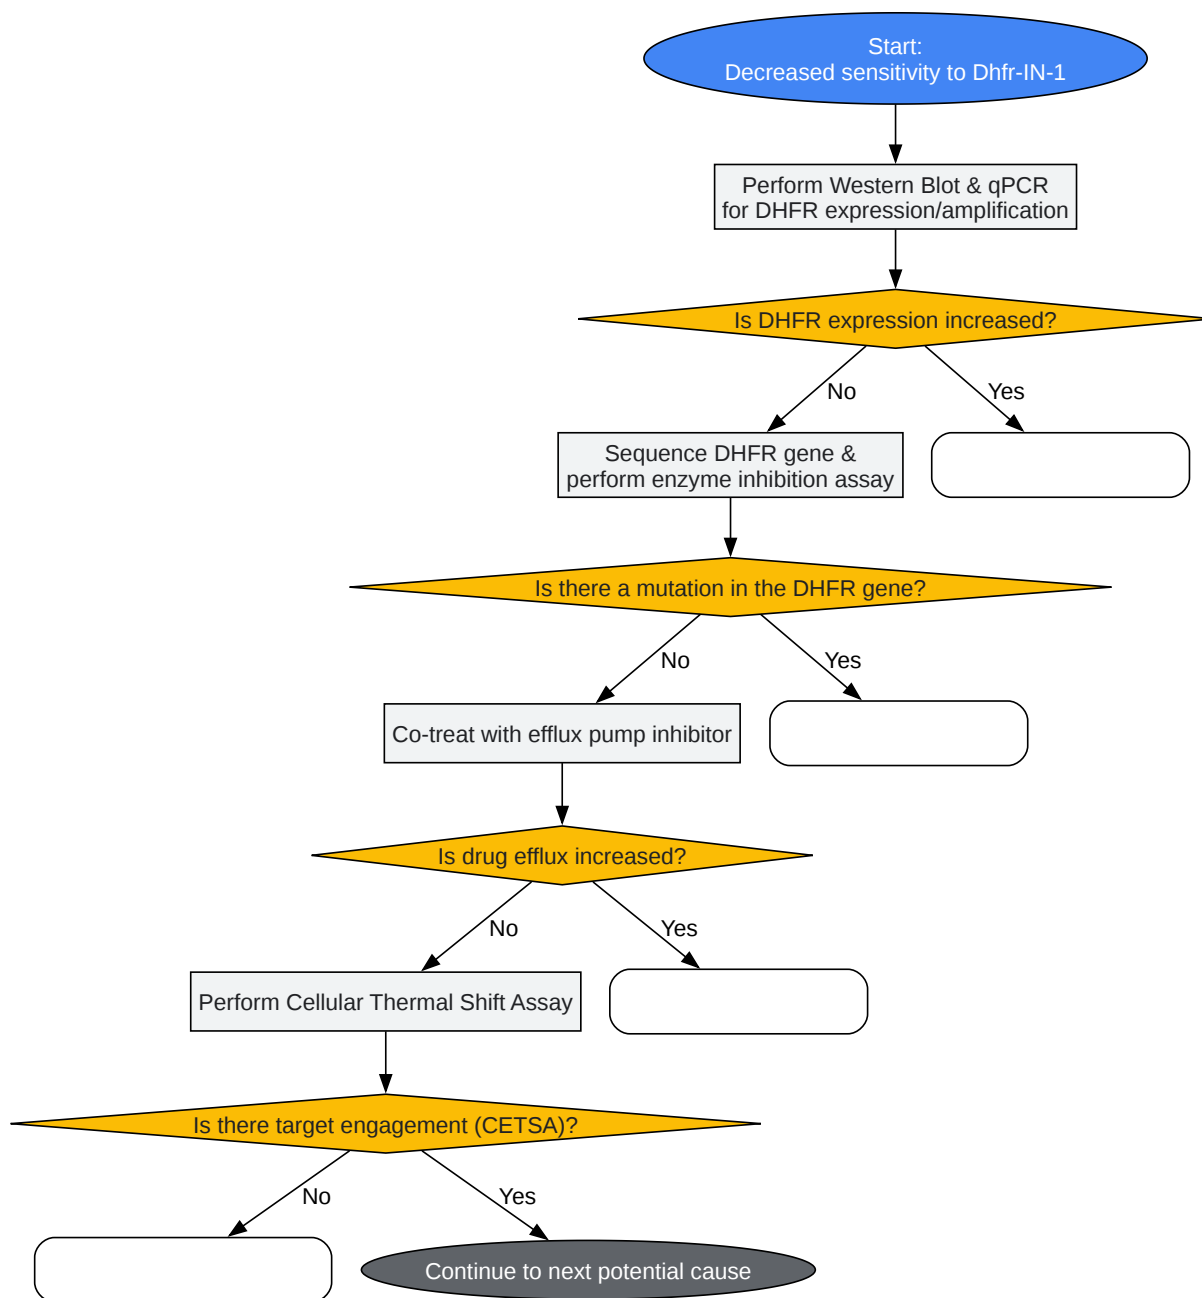 Start:
Decreased sensitivity to Dhfr-IN-1
Perform Western Blot & qPCR
for DHFR expression/amplification
Is DHFR expression increased?
No
Yes
Sequence DHFR gene &
perform enzyme inhibition assay
Is there a mutation in the DHFR gene?
No
Yes
Co-treat with efflux pump inhibitor
Is drug efflux increased?
No
Yes
Perform Cellular Thermal Shift Assay
Is there target engagement (CETSA)?
No
Yes
Continue to next potential cause